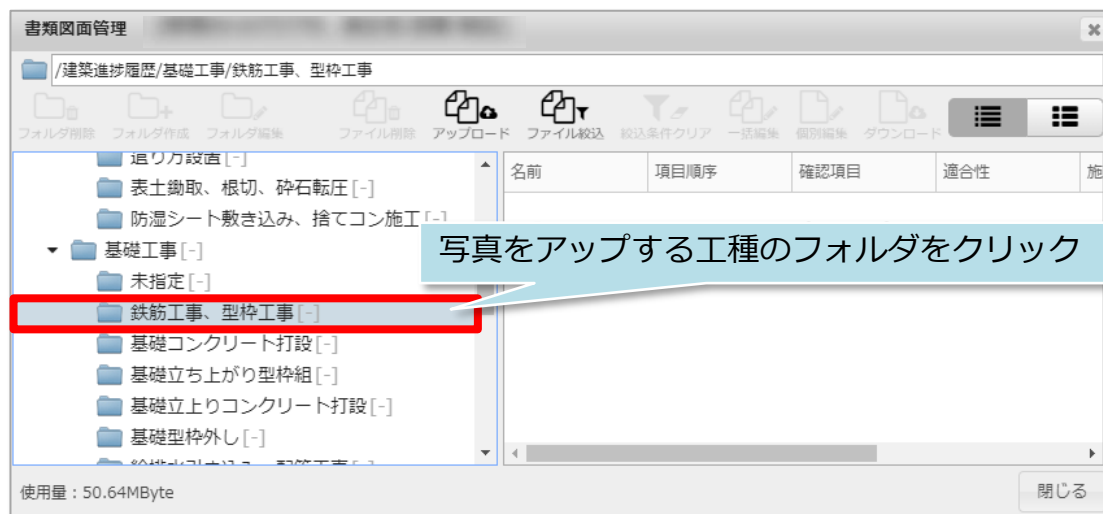 書類図面管理
/建築進捗履歴/基礎工事/鉄筋工事、型枠工事
フォルダ削除 フォルダ作成 フォルダ編集 ファイル削除 アップロード ファイル絞込 絞込条件クリア 一括編集 個別編集 ダウンロード
遣り方設置[-]
表土鋤取、根切、砕石転圧[-]
防湿シート敷き込み、捨てコン施工[-]
基礎工事[-]
未指定[-]
鉄筋工事、型枠工事[-]
基礎コンクリート打設[-]
基礎立ち上がり型枠組[-]
基礎立上りコンクリート打設[-]
基礎型枠外し[-]
名前 項目順序 確認項目 適合性 施
写真をアップする工種のフォルダをクリック
使用量：50.64MByte
閉じる